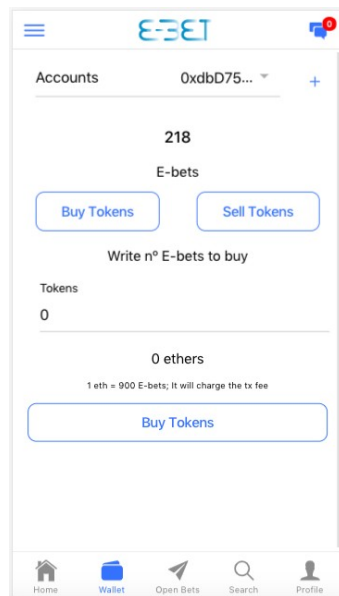 E-BET
0
Accounts 0xdbD75... +
218
E-bets
Buy Tokens Sell Tokens
Write nº E-bets to buy
Tokens
0
0 ethers
1 eth = 900 E-bets; It will charge the tx fee
Buy Tokens
Home Wallet Open Bets Search Profile